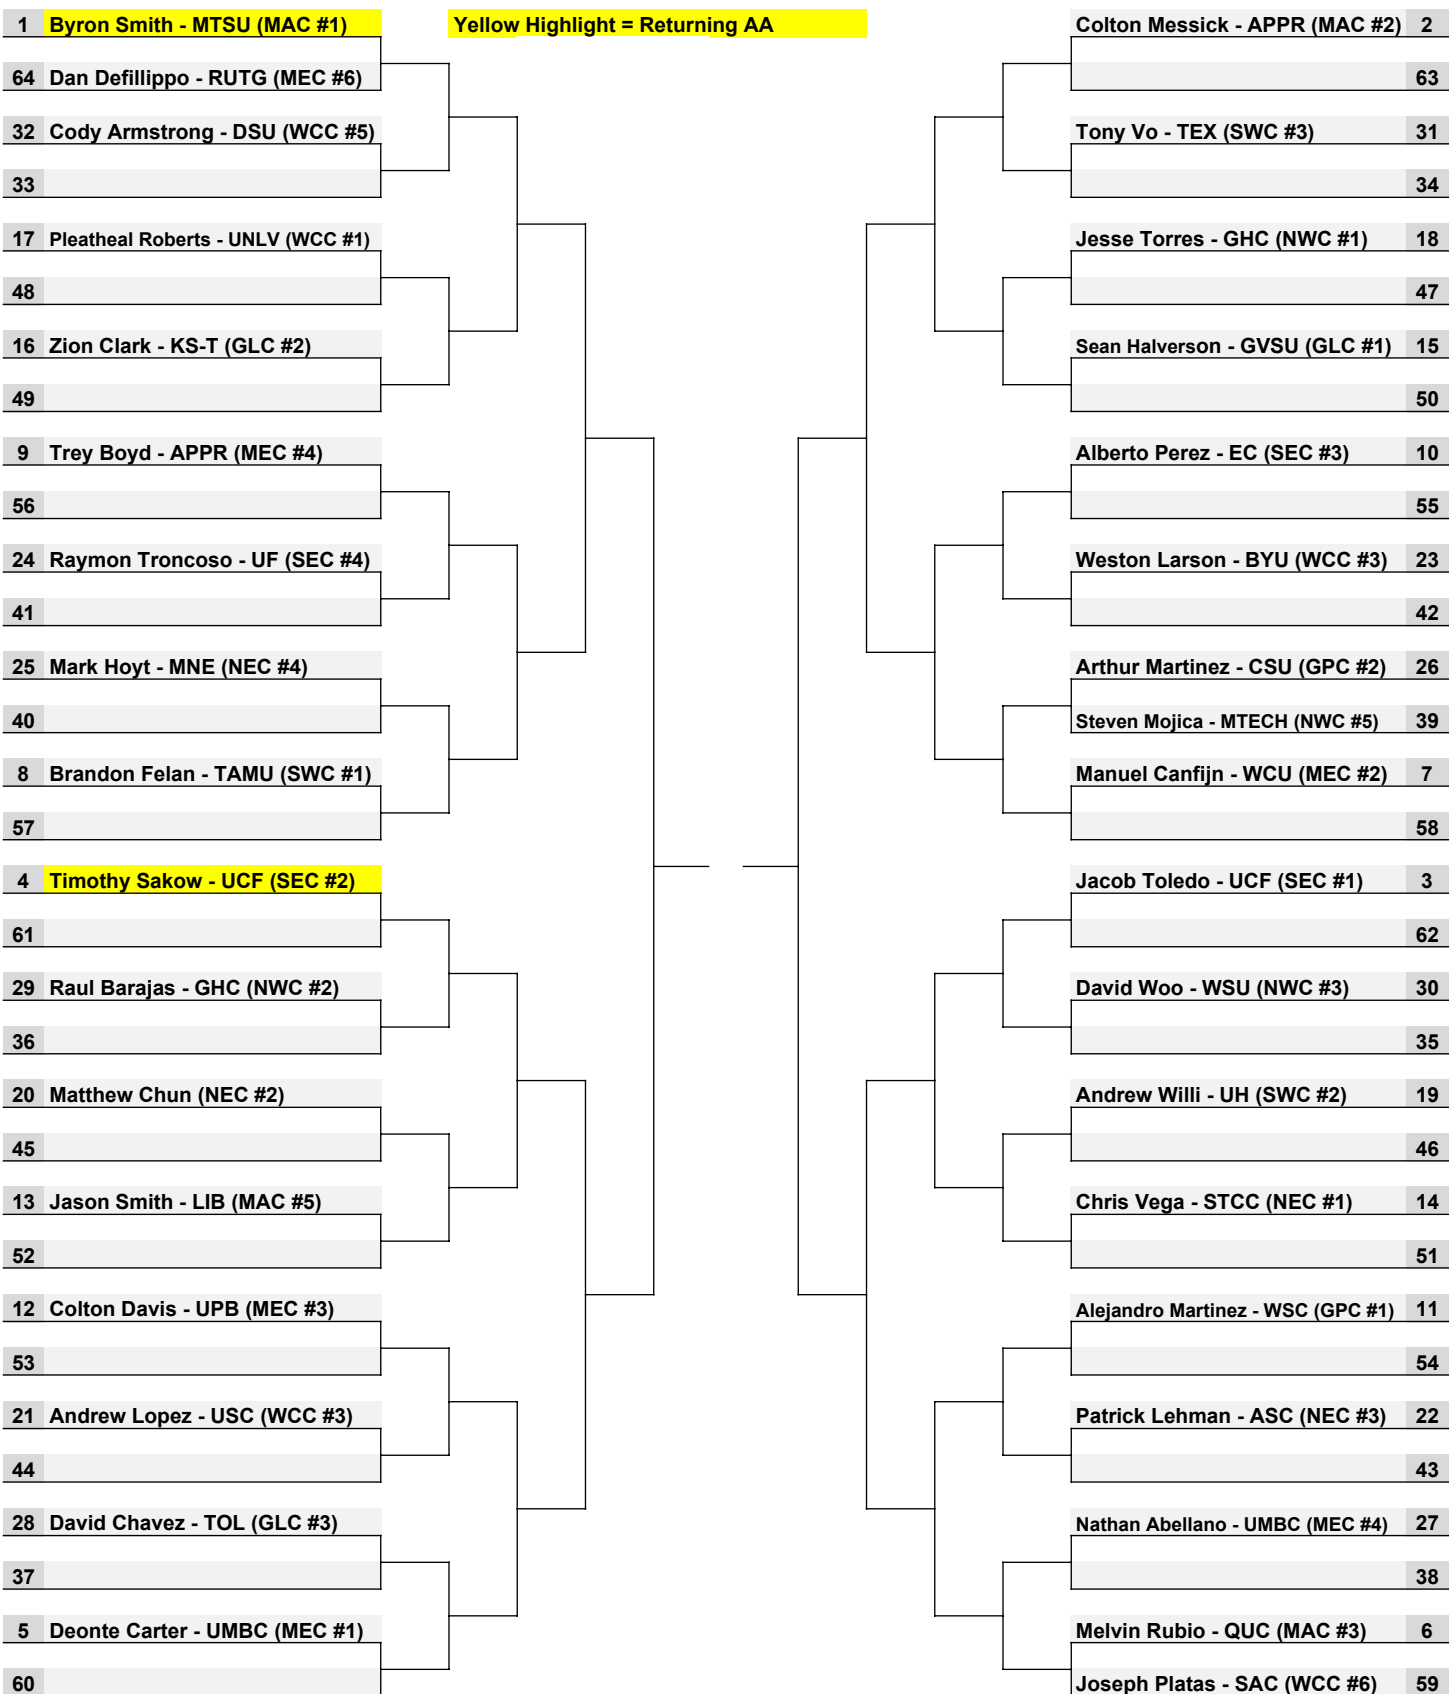 1 Byron Smith - MTSU (MAC #1)
64 Dan Defillippo - RUTG (MEC #6)
32 Cody Armstrong - DSU (WCC #5)
33
17 Pleatheal Roberts - UNLV (WCC #1)
48
16 Zion Clark - KS-T (GLC #2)
49
9 Trey Boyd - APPR (MEC #4)
56
24 Raymon Troncoso - UF (SEC #4)
41
25 Mark Hoyt - MNE (NEC #4)
40
8 Brandon Felan - TAMU (SWC #1)
57
4 Timothy Sakow - UCF (SEC #2)
61
29 Raul Barajas - GHC (NWC #2)
36
20 Matthew Chun (NEC #2)
45
13 Jason Smith - LIB (MAC #5)
52
12 Colton Davis - UPB (MEC #3)
53
21 Andrew Lopez - USC (WCC #3)
44
28 David Chavez - TOL (GLC #3)
37
5 Deonte Carter - UMBC (MEC #1)
60
Yellow Highlight = Returning AA
Colton Messick - APPR (MAC #2) 2
63
Tony Vo - TEX (SWC #3) 31
34
Jesse Torres - GHC (NWC #1) 18
47
Sean Halverson - GVSU (GLC #1) 15
50
Alberto Perez - EC (SEC #3) 10
55
Weston Larson - BYU (WCC #3) 23
42
Arthur Martinez - CSU (GPC #2) 26
Steven Mojica - MTECH (NWC #5) 39
Manuel Canfijn - WCU (MEC #2) 7
58
Jacob Toledo - UCF (SEC #1) 3
62
David Woo - WSU (NWC #3) 30
35
Andrew Willi - UH (SWC #2) 19
46
Chris Vega - STCC (NEC #1) 14
51
Alejandro Martinez - WSC (GPC #1) 11
54
Patrick Lehman - ASC (NEC #3) 22
43
Nathan Abellano - UMBC (MEC #4) 27
38
Melvin Rubio - QUC (MAC #3) 6
Joseph Platas - SAC (WCC #6) 59